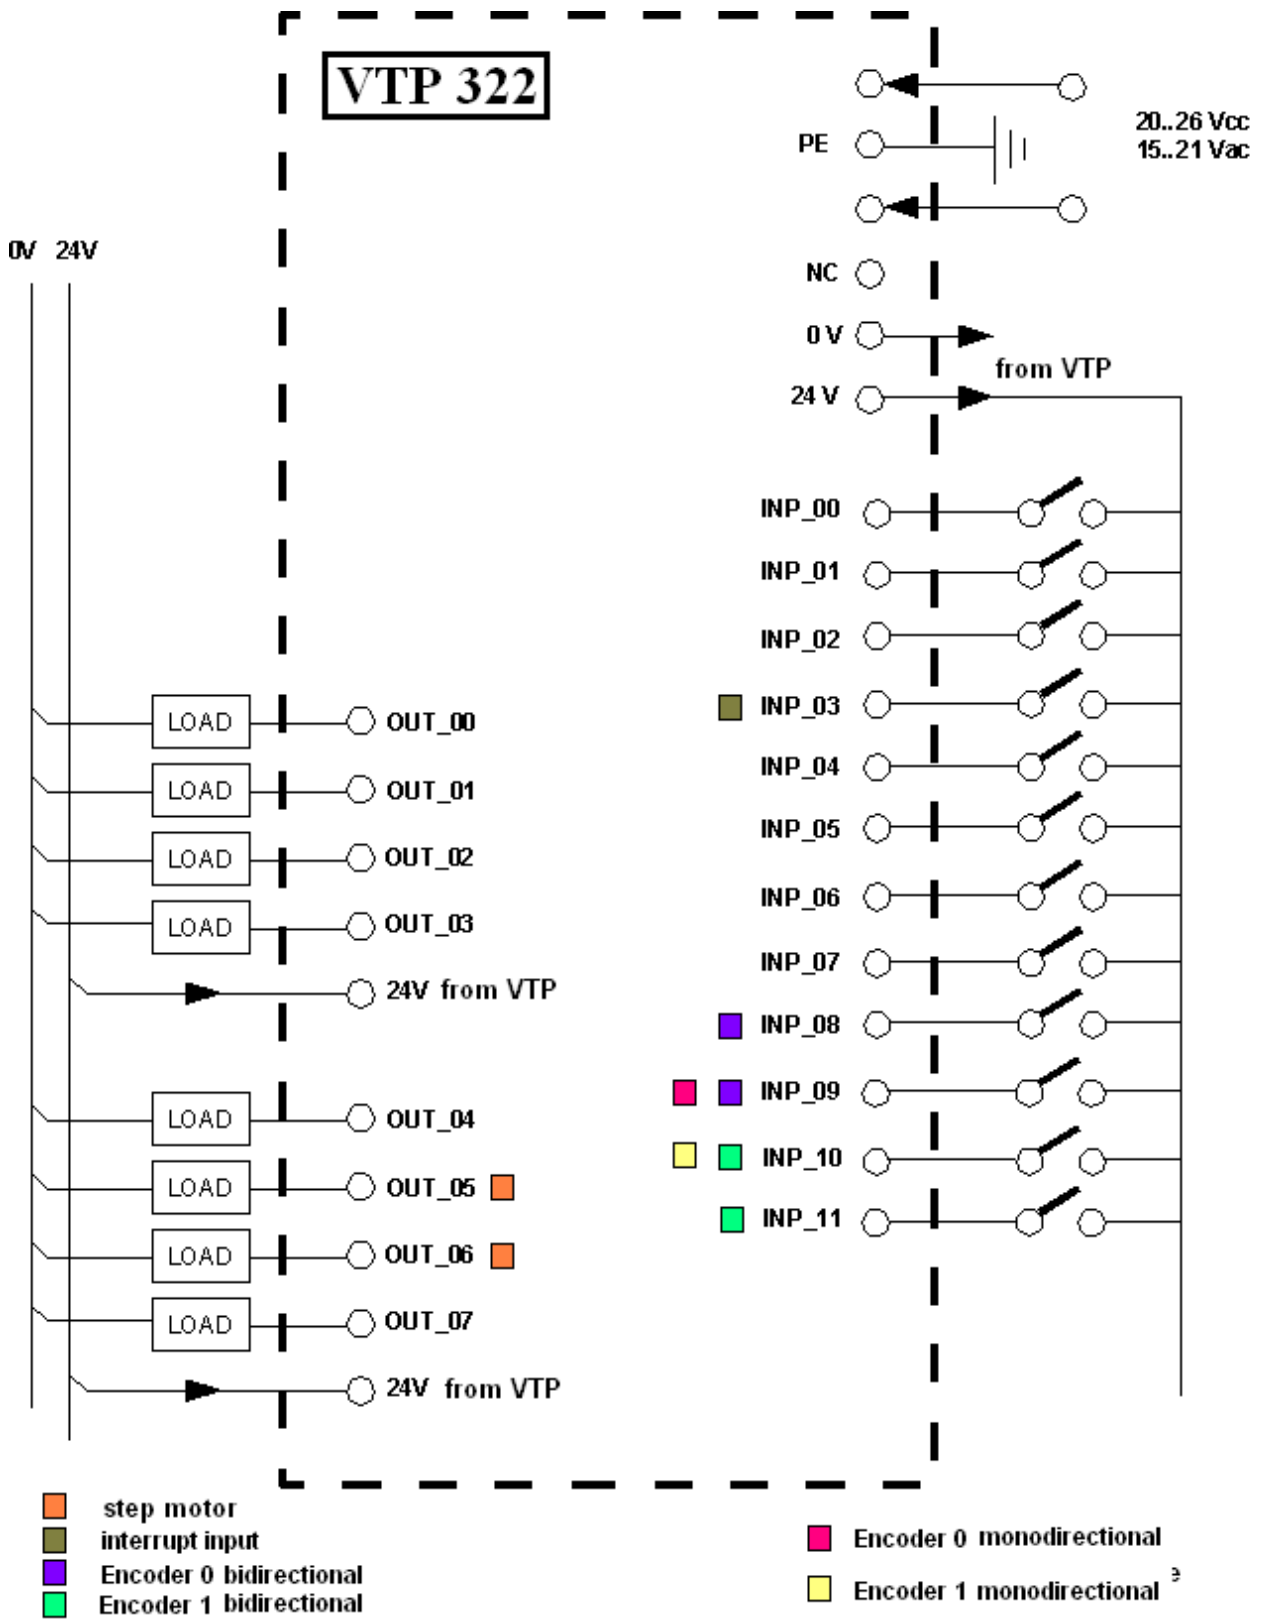 VTP 322
20..26 Vcc
15..21 Vac
PE
0V 24V
NC
0 V
from VTP
24 V
INP_00
INP_01
INP_02
INP_03
INP_04
INP_05
INP_06
INP_07
INP_08
INP_09
INP_10
INP_11
LOAD OUT_00
LOAD OUT_01
LOAD OUT_02
LOAD OUT_03
24V from VTP
LOAD OUT_04
LOAD OUT_05
LOAD OUT_06
LOAD OUT_07
24V from VTP
step motor
interrupt input
Encoder 0 bidirectional
Encoder 1 bidirectional
Encoder 0 monodirectional
Encoder 1 monodirectional